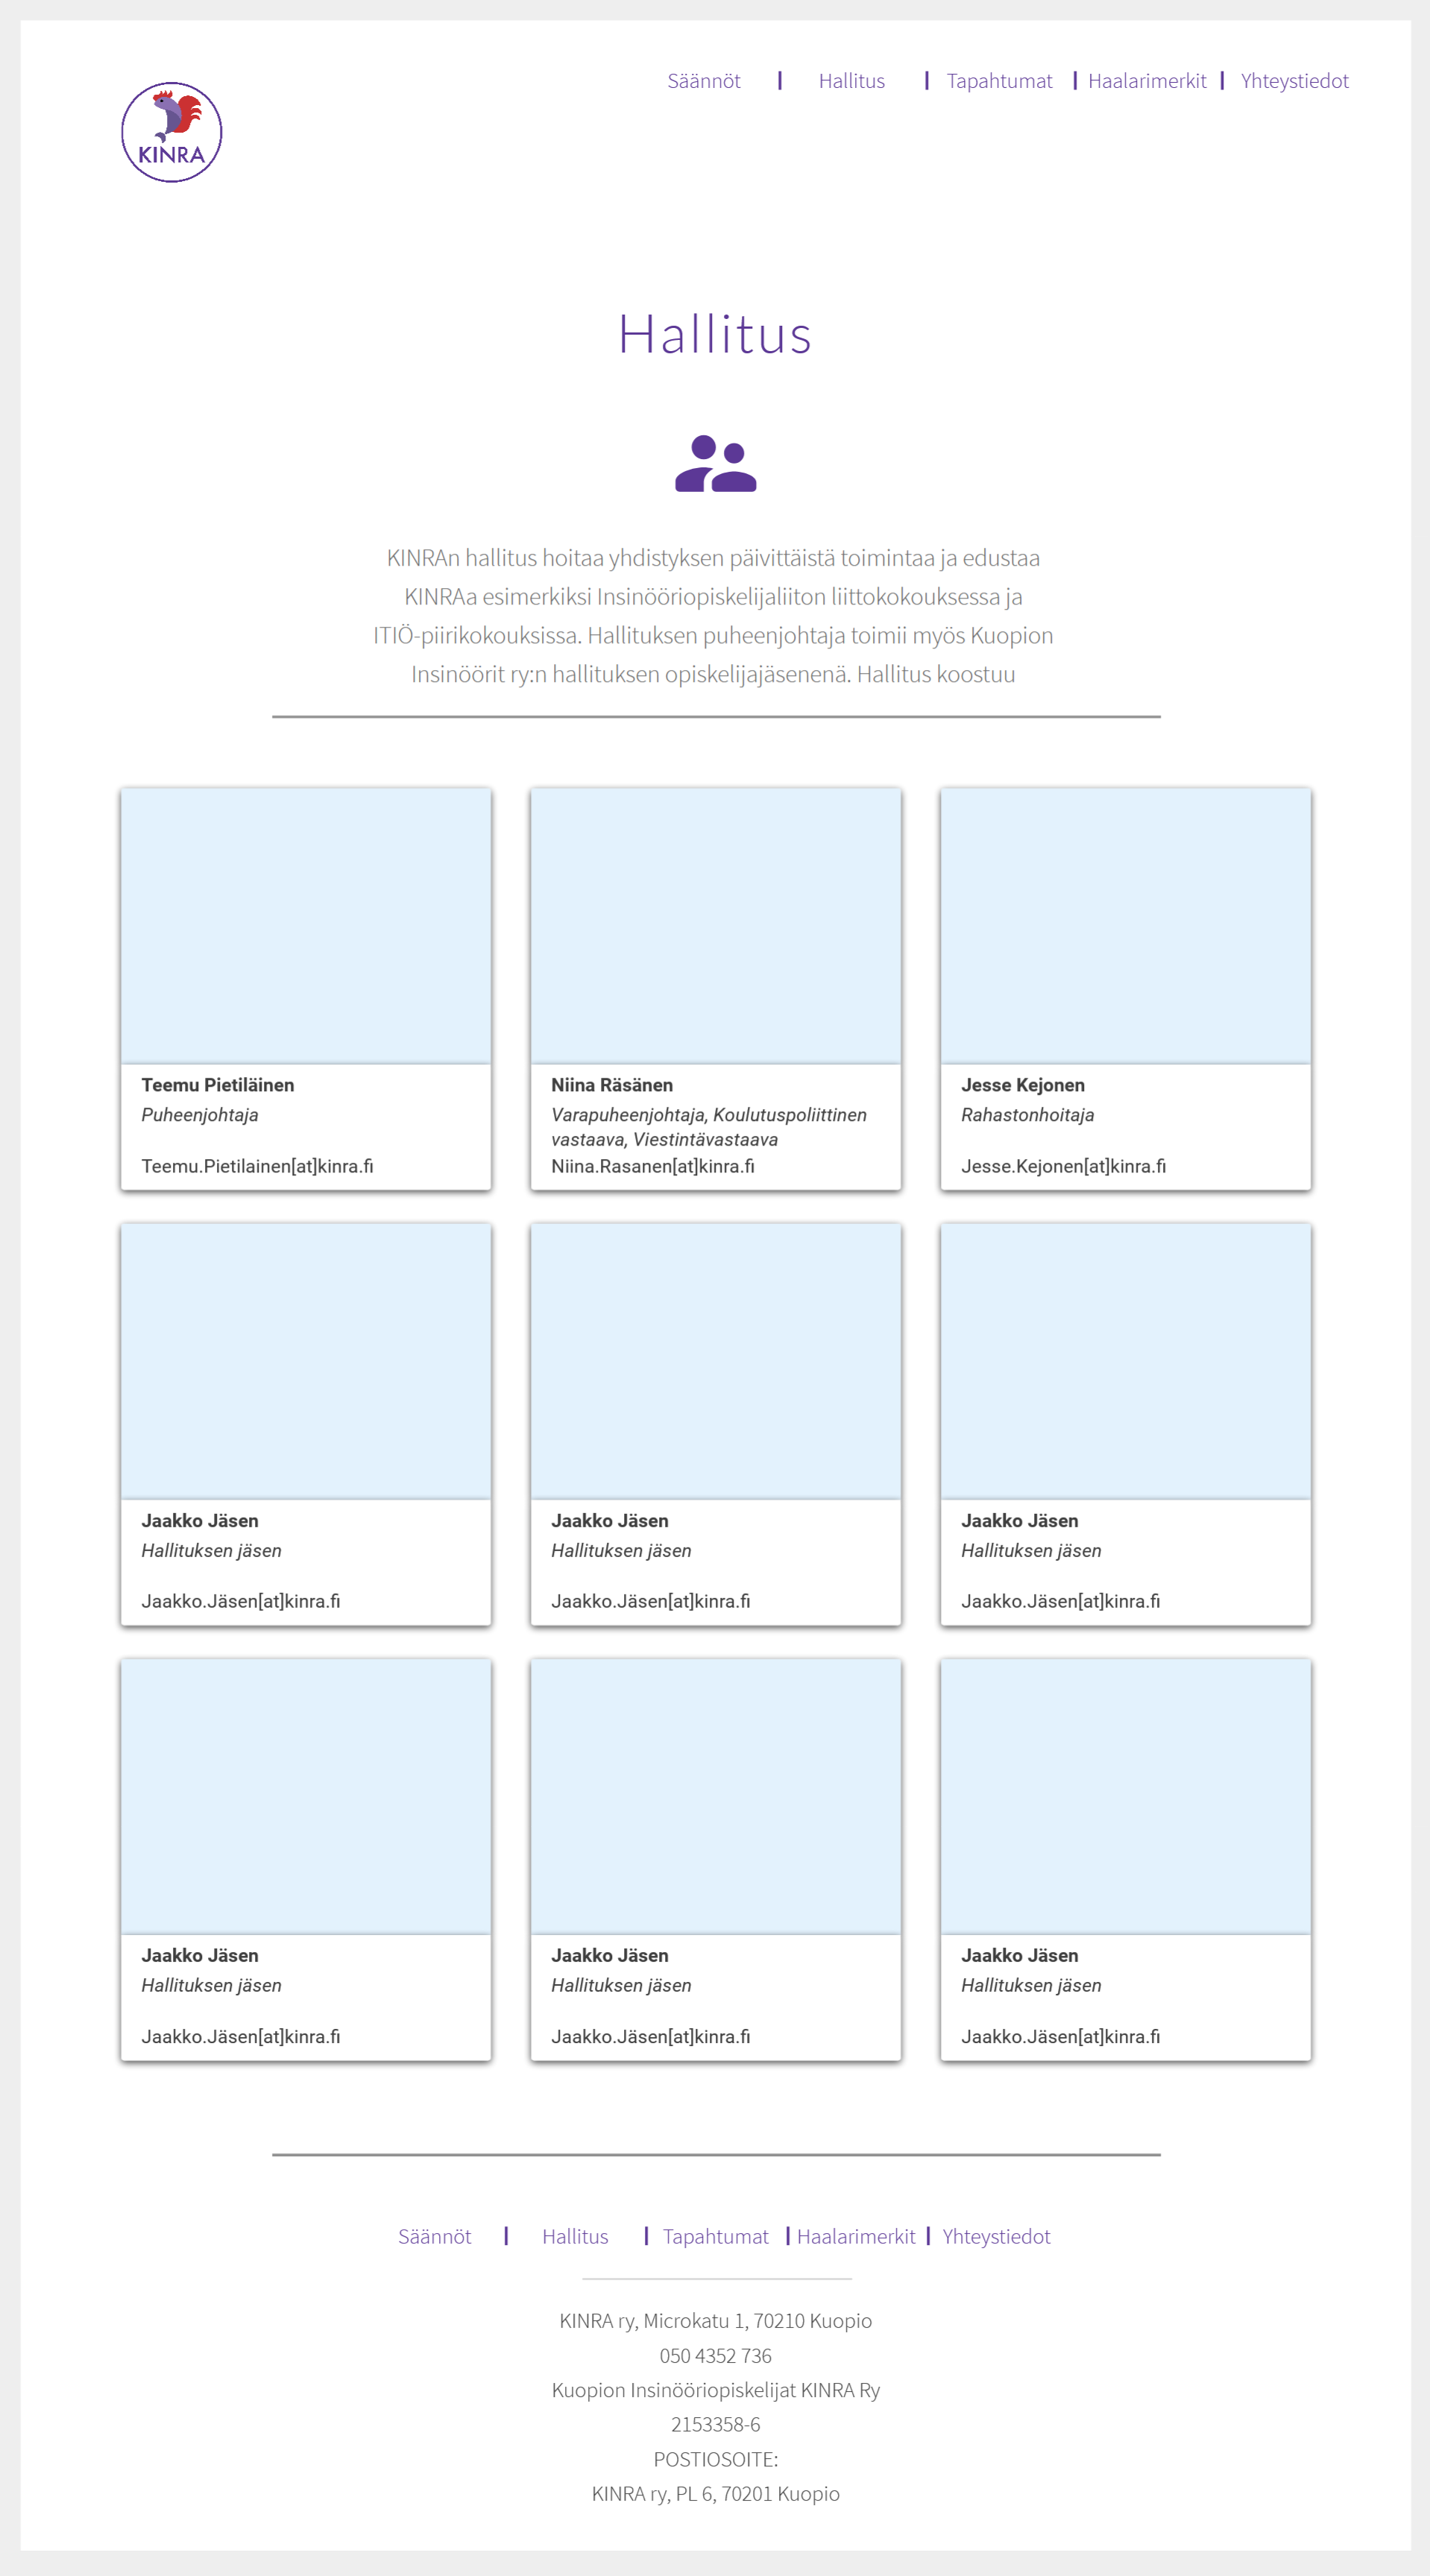 KINRA
Säännöt | Hallitus | Tapahtumat | Haalarimerkit | Yhteystiedot
Hallitus
KINRAn hallitus hoitaa yhdistyksen päivittäistä toimintaa ja edustaa
KINRAa esimerkiksi Insinööriopiskelijaliiton liittokokouksessa ja
ITIÖ-piirikokouksissa. Hallituksen puheenjohtaja toimii myös Kuopion
Insinöörit ry:n hallituksen opiskelijajäsenenä. Hallitus koostuu
Teemu Pietiläinen
Puheenjohtaja
Teemu.Pietilainen[at]kinra.fi
Niina Räsänen
Varapuheenjohtaja, Koulutuspoliittinen
vastaava, Viestintävastaava
Niina.Rasanen[at]kinra.fi
Jesse Kejonen
Rahastonhoitaja
Jesse.Kejonen[at]kinra.fi
Jaakko Jäsen
Hallituksen jäsen
Jaakko.Jäsen[at]kinra.fi
Jaakko Jäsen
Hallituksen jäsen
Jaakko.Jäsen[at]kinra.fi
Jaakko Jäsen
Hallituksen jäsen
Jaakko.Jäsen[at]kinra.fi
Jaakko Jäsen
Hallituksen jäsen
Jaakko.Jäsen[at]kinra.fi
Jaakko Jäsen
Hallituksen jäsen
Jaakko.Jäsen[at]kinra.fi
Jaakko Jäsen
Hallituksen jäsen
Jaakko.Jäsen[at]kinra.fi
Säännöt | Hallitus | Tapahtumat | Haalarimerkit | Yhteystiedot
KINRA ry, Microkatu 1, 70210 Kuopio
050 4352 736
Kuopion Insinööriopiskelijat KINRA Ry
2153358-6
POSTIOSOITE:
KINRA ry, PL 6, 70201 Kuopio